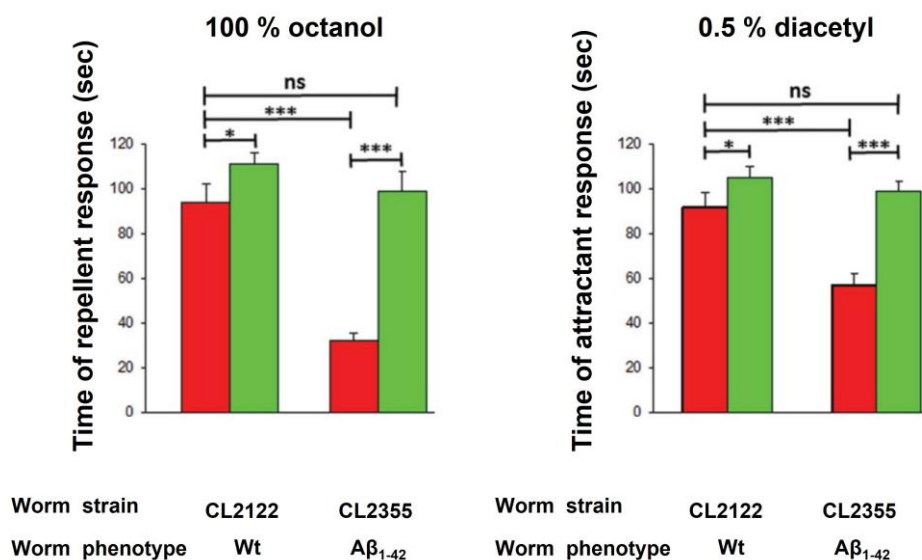 100 % octanol
Time of repellent response (sec)
ns
***
*
***
120
100
80
60
40
20
0
Worm strain CL2122 CL2355
Worm phenotype Wt Aβ1-42
0.5 % diacetyl
Time of attractant response (sec)
ns
***
*
***
120
100
80
60
40
20
0
Worm strain CL2122 CL2355
Worm phenotype Wt Aβ1-42